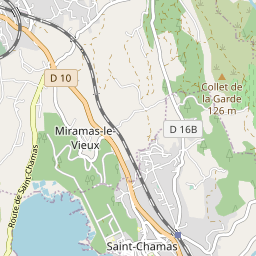 D 10
Collet de
la Garde
126 m
D 16B
Miramas-le-
Vieux
Route de Saint-Chamas
Saint-Chamas